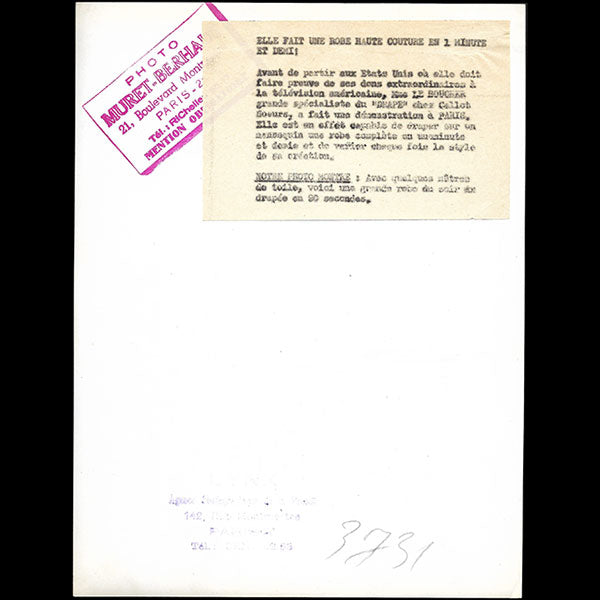 PHOTO
MURET-BERHA
21, Boulevard Montm
PARIS-2
Tél.: RIchelie
MENTION OB
ELLE FAIT UNE ROBE HAUTE COUTURE EN 1 MINUTE
ET DEMI!
Avant de partir aux Etats Unis où elle doit
faire preuve de ses dons extraordinaires à
la télévision américaine, Mme LE BOUCHER
grande spécialiste du "DRAPE" chez Callot
Soeurs, a fait une démonstration à PARIS.
Elle est en effet capable de draper sur un
mannequin une robe complète en uneminute
et demie et de varier chaque fois le style
de sa création.
NOTRE PHOTO MONTRE : Avec quelques mètres
de toile, voici une grande robe du soir
drapée en 90 secondes.
142,
Tél.
3731